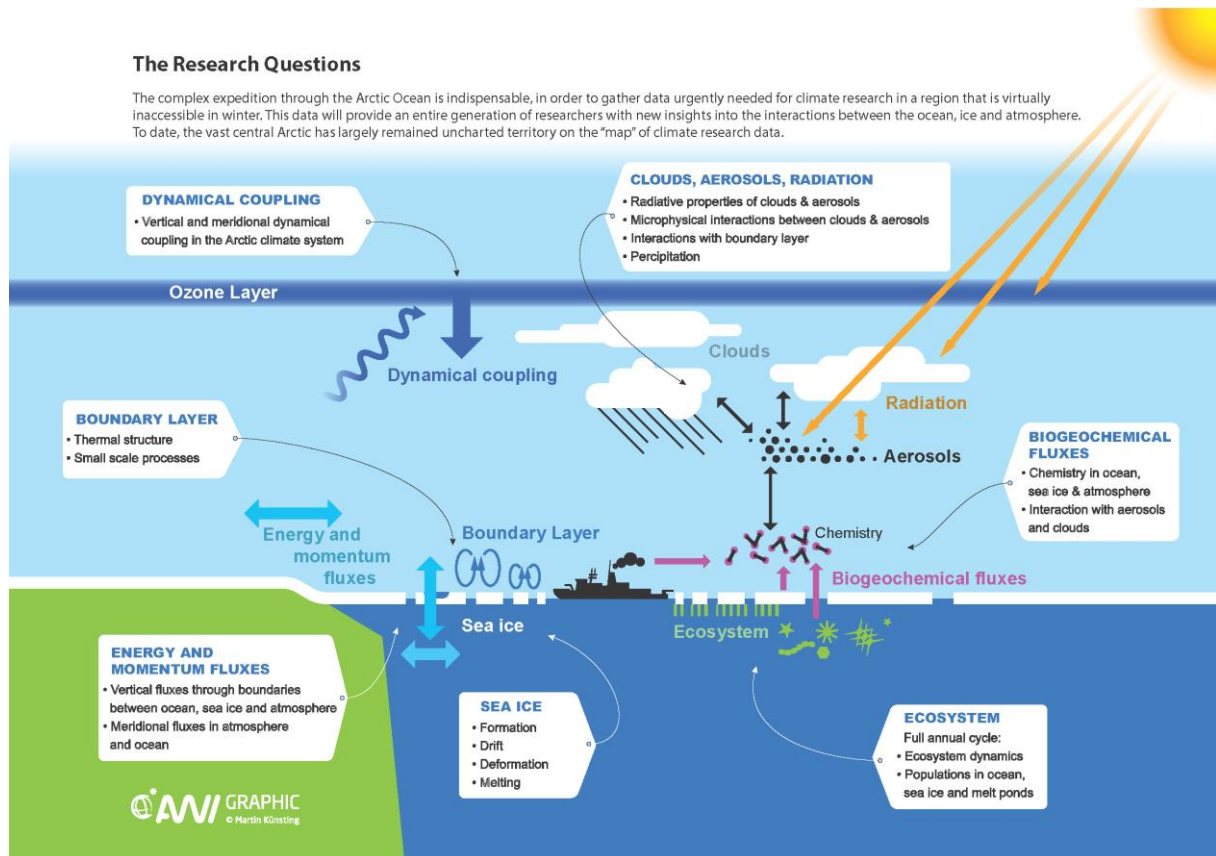 The Research Questions
The complex expedition through the Arctic Ocean is indispensable, in order to gather data urgently needed for climate research in a region that is virtually
inaccessible in winter. This data will provide an entire generation of researchers with new insights into the interactions between the ocean, ice and atmosphere.
To date, the vast central Arctic has largely remained uncharted territory on the “map” of climate research data.
DYNAMICAL COUPLING
• Vertical and meridional dynamical
coupling in the Arctic climate system
CLOUDS, AEROSOLS, RADIATION
• Radiative properties of clouds & aerosols
• Microphysical interactions between clouds & aerosols
• Interactions with boundary layer
• Percipitation
Ozone Layer
Clouds
Dynamical coupling
Radiation
BOUNDARY LAYER
• Thermal structure
• Small scale processes
Aerosols
BIOGEOCHEMICAL
FLUXES
• Chemistry in ocean,
sea ice & atmosphere
• Interaction with aerosols
and clouds
Energy and
momentum
fluxes
Boundary Layer
Chemistry
Biogeochemical fluxes
Sea ice
Ecosystem
ENERGY AND
MOMENTUM FLUXES
• Vertical fluxes through boundaries
between ocean, sea ice and atmosphere
• Meridional fluxes in atmosphere
and ocean
SEA ICE
• Formation
• Drift
• Deformation
• Melting
ECOSYSTEM
Full annual cycle:
• Ecosystem dynamics
• Populations in ocean,
sea ice and melt ponds
AWI GRAPHIC
© Martin Künsting